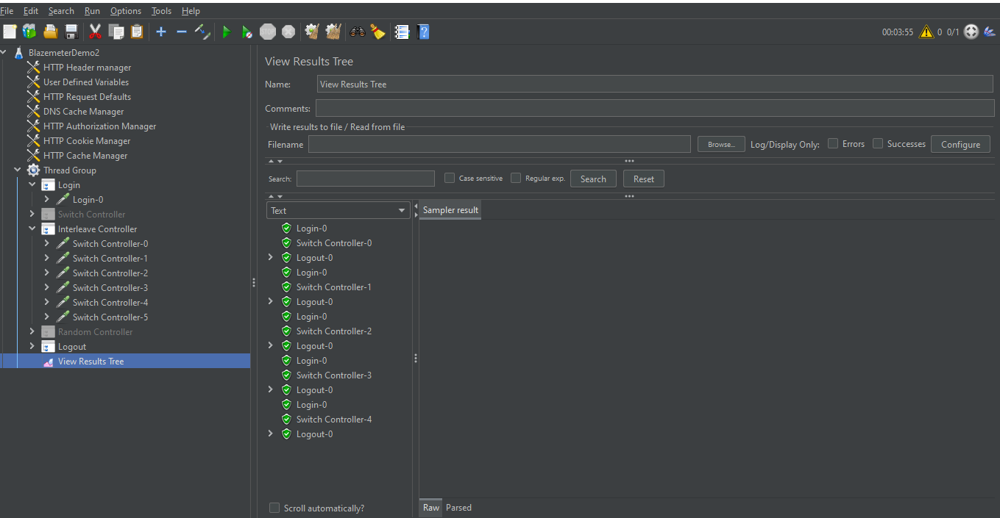 File Edit Search Run Options Tools Help
00:03:55 0 0/1
BlazemeterDemo2
HTTP Header manager
User Defined Variables
HTTP Request Defaults
DNS Cache Manager
HTTP Authorization Manager
HTTP Cookie Manager
HTTP Cache Manager
Thread Group
Login
Login-0
Switch Controller
Interleave Controller
Switch Controller-0
Switch Controller-1
Switch Controller-2
Switch Controller-3
Switch Controller-4
Switch Controller-5
Random Controller
Logout
View Results Tree
View Results Tree
Name: View Results Tree
Comments:
Write results to file / Read from file
Filename Browse... Log/Display Only: Errors Successes Configure
Search: Case sensitive Regular exp. Search Reset
Text
Login-0
Switch Controller-0
Logout-0
Login-0
Switch Controller-1
Logout-0
Login-0
Switch Controller-2
Logout-0
Login-0
Switch Controller-3
Logout-0
Login-0
Switch Controller-4
Logout-0
Scroll automatically?
Sampler result
Raw Parsed